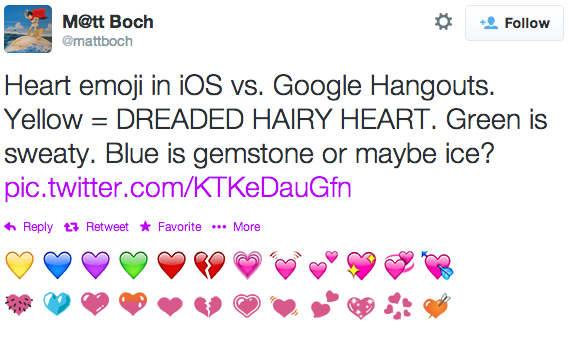 M@tt Boch
@mattboch
Follow
Heart emoji in iOS vs. Google Hangouts.
Yellow = DREADED HAIRY HEART. Green is
sweaty. Blue is gemstone or maybe ice?
pic.twitter.com/KTKeDauGfn
Reply Retweet Favorite More